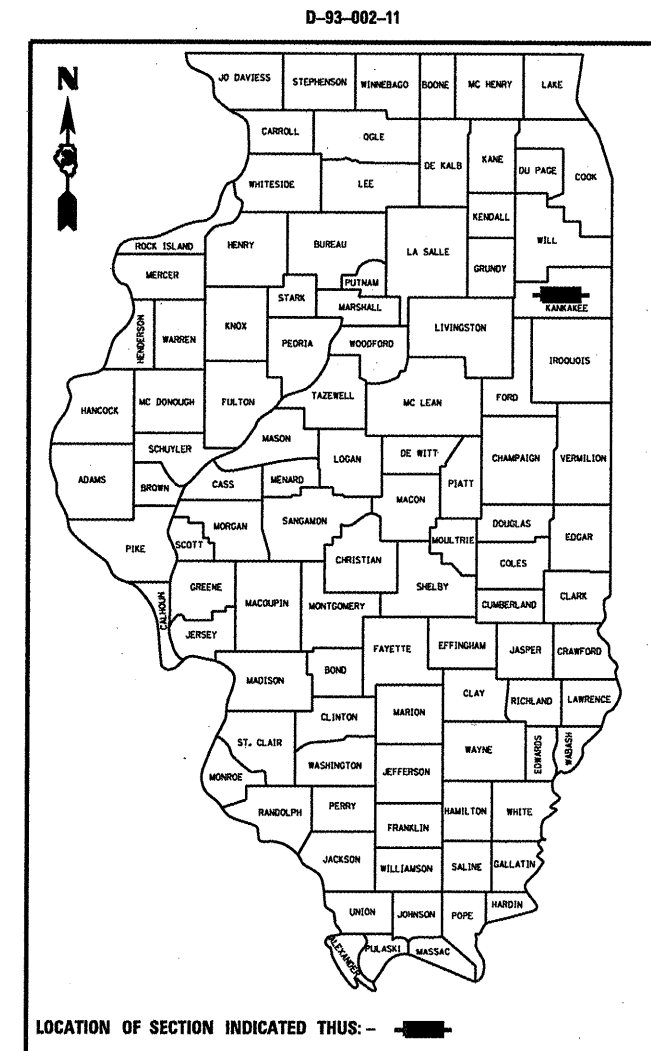 D-93-002-11
N
JO DAVIESS STEPHENSON WINNEBAGO BOONE MC HENRY LAKE
CARROLL OGLE DE KALB KANE DU PAGE COOK
WHITESIDE LEE KENDALL WILL
ROCK ISLAND HENRY BUREAU LA SALLE GRUNDY
MERCER PUTNAM KANKAKEE
HENDERSON WARREN KNOX STARK MARSHALL LIVINGSTON
PEORIA WOODFORD IROQUOIS
HANCOCK MC DONOUGH FULTON TAZEWELL MC LEAN FORD
SCHUYLER MASON LOGAN DE WITT CHAMPAIGN VERMILION
ADAMS BROWN CASS MENARD MACON PIATT
PIKE SCOTT MORGAN SANGAMON MOULTRIE DOUGLAS EDGAR
CHRISTIAN COLES
CALHOUN GREENE MACOUPIN MONTGOMERY SHELBY CUMBERLAND CLARK
JERSEY FAYETTE EFFINGHAM JASPER CRAWFORD
MADISON BOND CLAY RICHLAND LAWRENCE
CLINTON MARION
ST. CLAIR WAYNE EDWARDS WABASH
MONROE WASHINGTON JEFFERSON
RANDOLPH PERRY HAMILTON WHITE
FRANKLIN
JACKSON WILLIAMSON SALINE GALLATIN
UNION JOHNSON POPE HARDIN
ALEXANDER PULASKI MASSAC
LOCATION OF SECTION INDICATED THUS: -